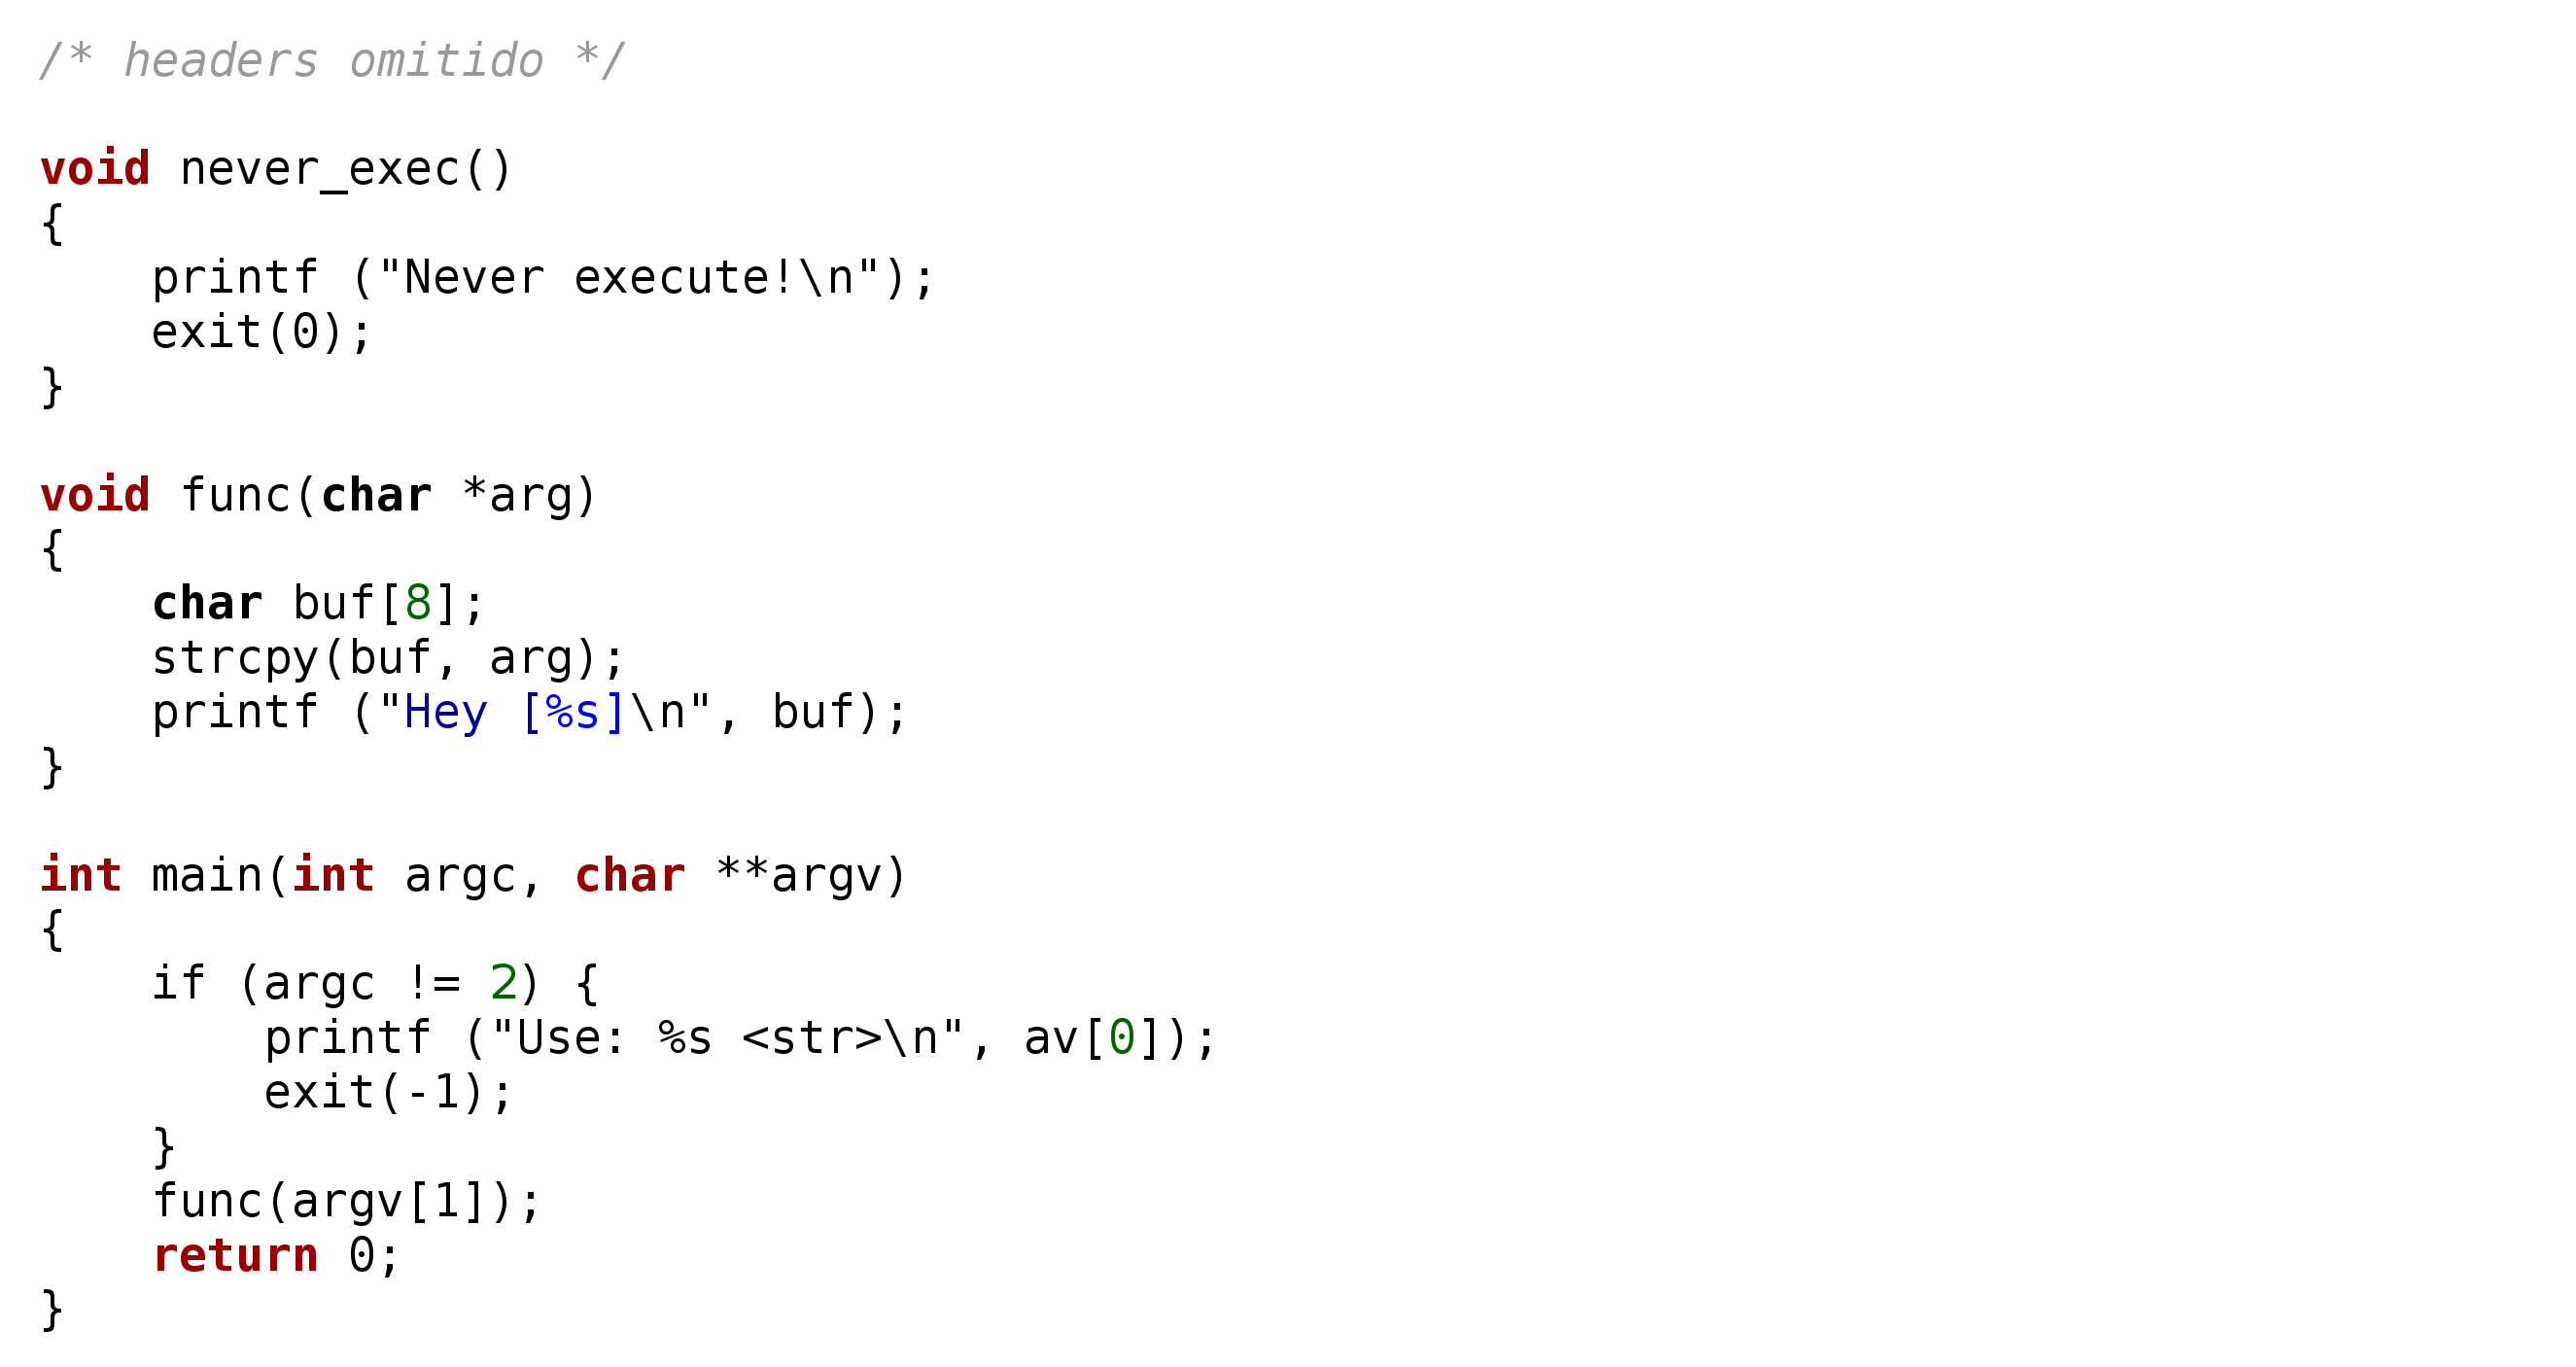 /* headers omitido */
void never_exec()
{
    printf ("Never execute!\n");
    exit(0);
}
void func(char *arg)
{
    char buf[8];
    strcpy(buf, arg);
    printf ("Hey [%s]\n", buf);
}
int main(int argc, char **argv)
{
    if (argc != 2) {
        printf ("Use: %s <str>\n", av[0]);
        exit(-1);
    }
    func(argv[1]);
    return 0;
}